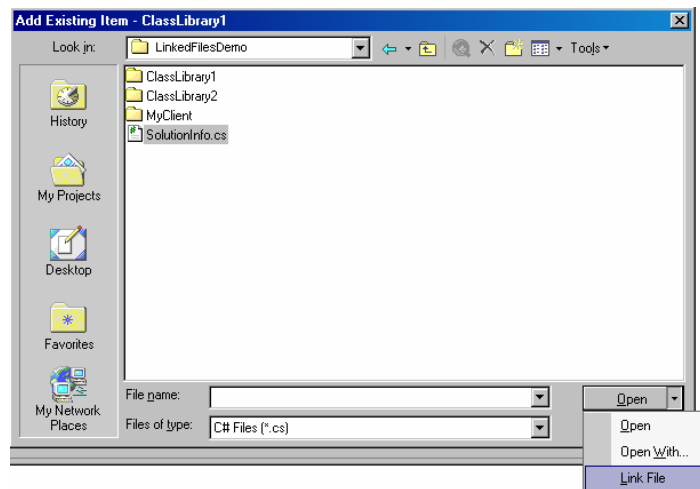 Add Existing Item - ClassLibrary1
Look in:
LinkedFilesDemo
Tools
ClassLibrary1
ClassLibrary2
MyClient
SolutionInfo.cs
History
My Projects
Desktop
Favorites
My Network
Places
File name:
Open
Files of type:
C# Files (*.cs)
Open
Open With...
Link File